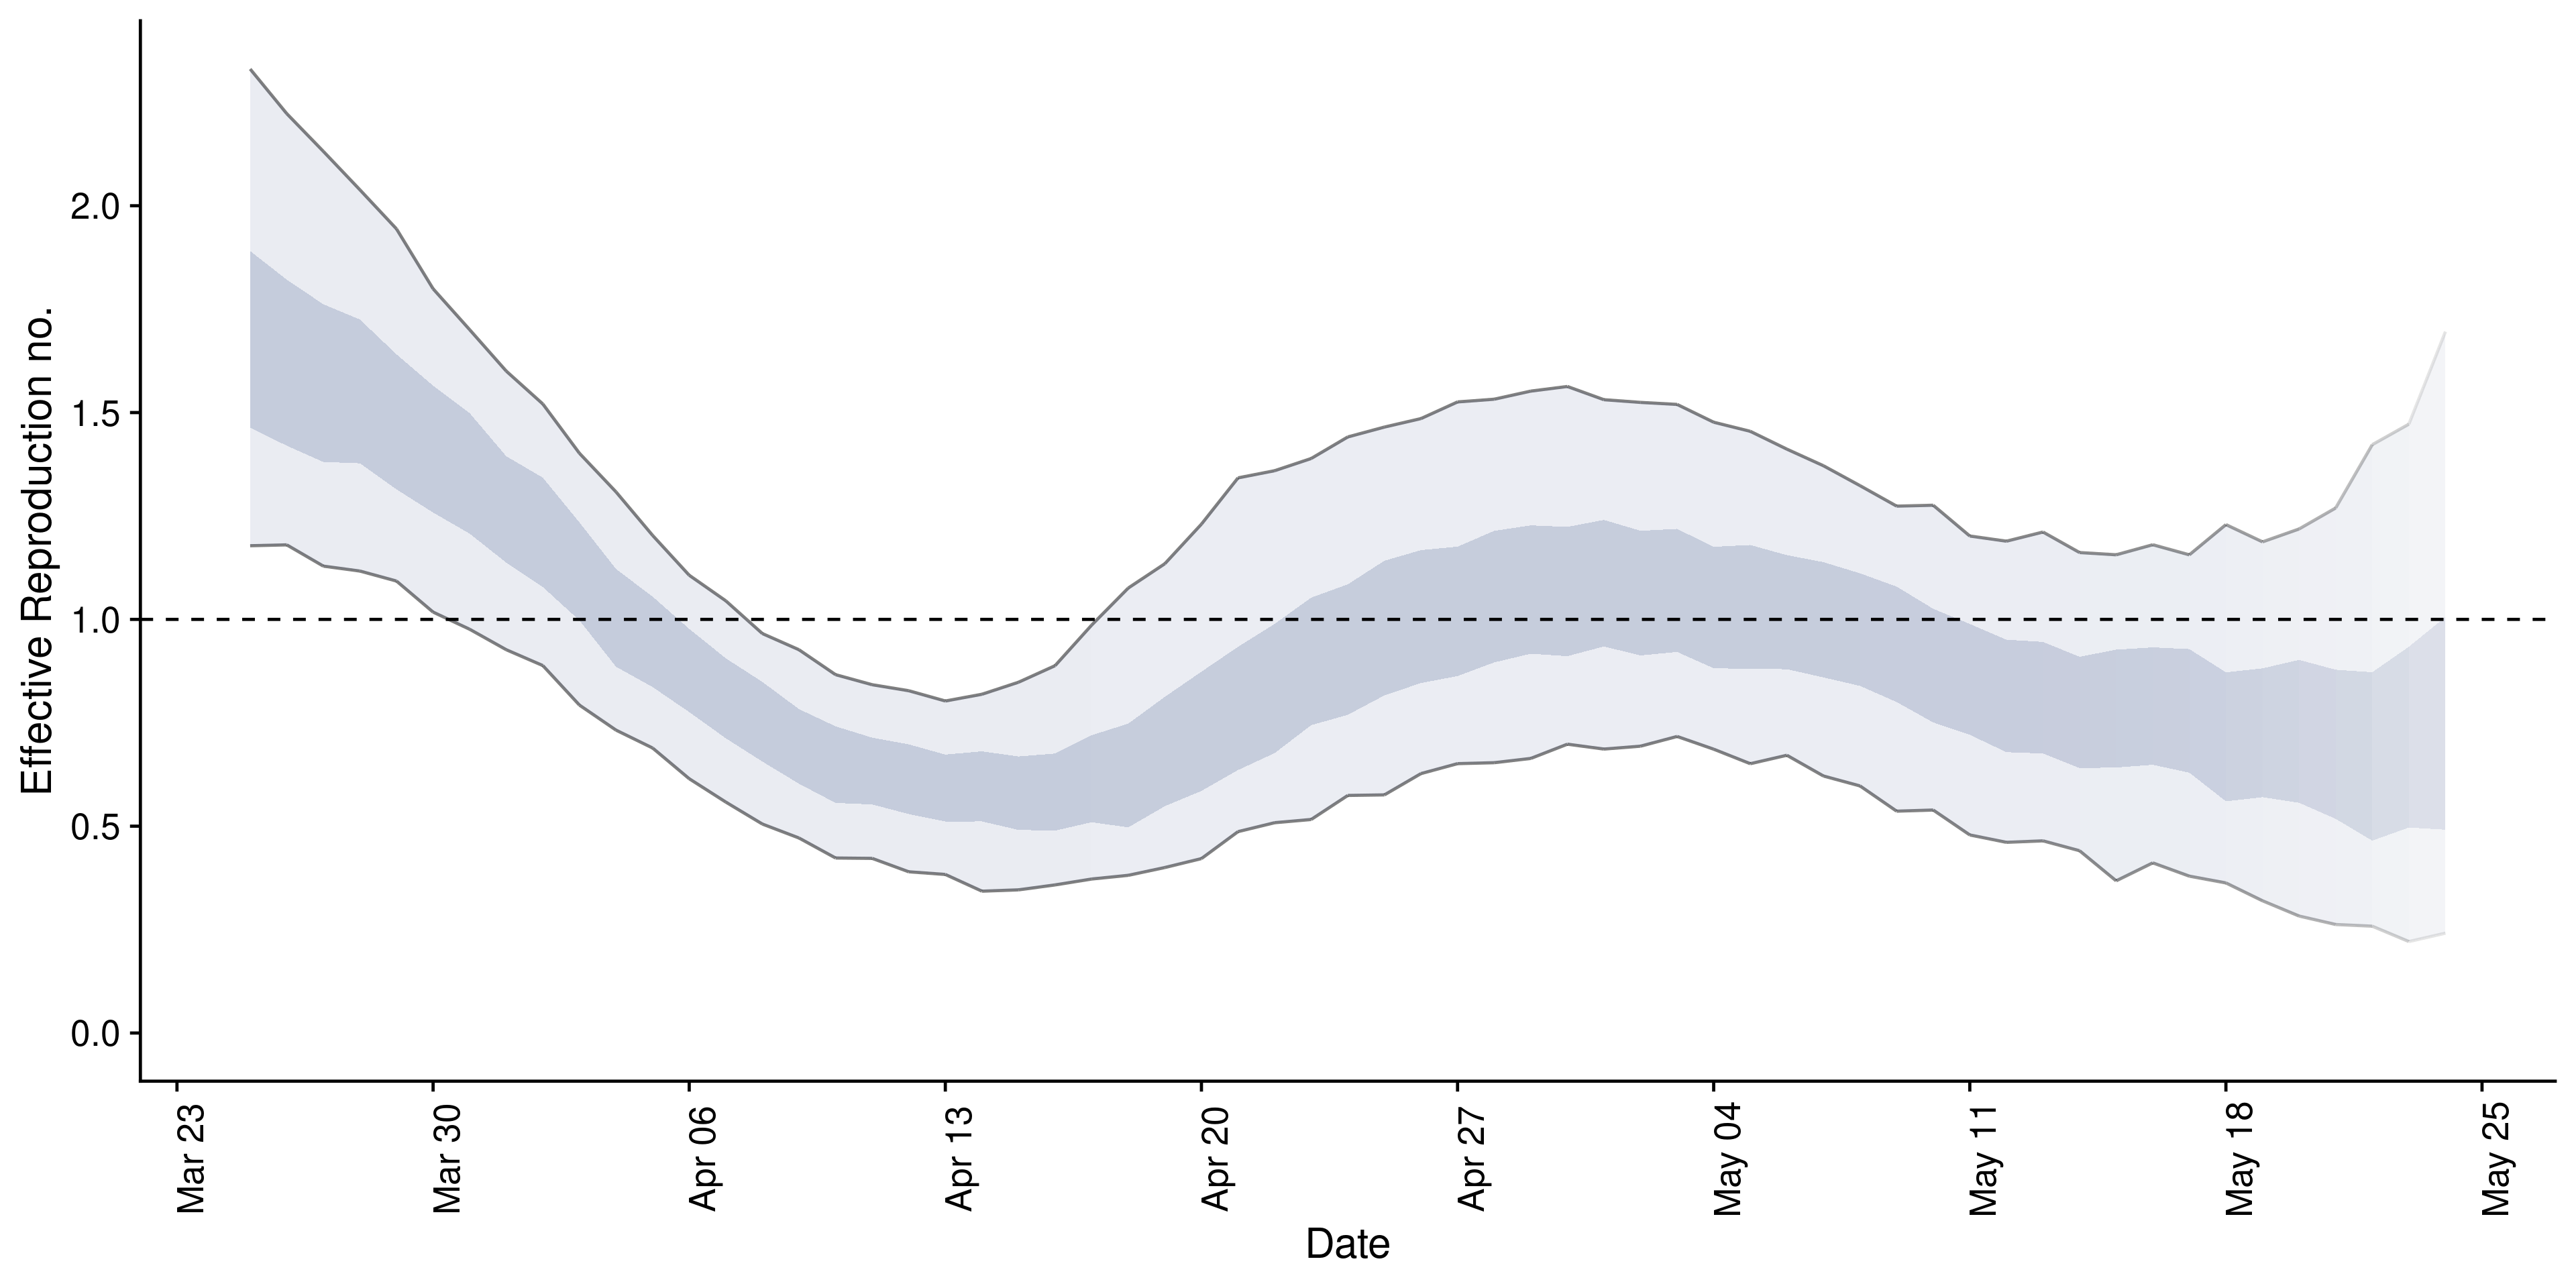 Effective Reproduction no.
2.0
1.5
1.0
0.5
0.0
Mar 23
Mar 30
Apr 06
Apr 13
Apr 20
Apr 27
May 04
May 11
May 18
May 25
Date